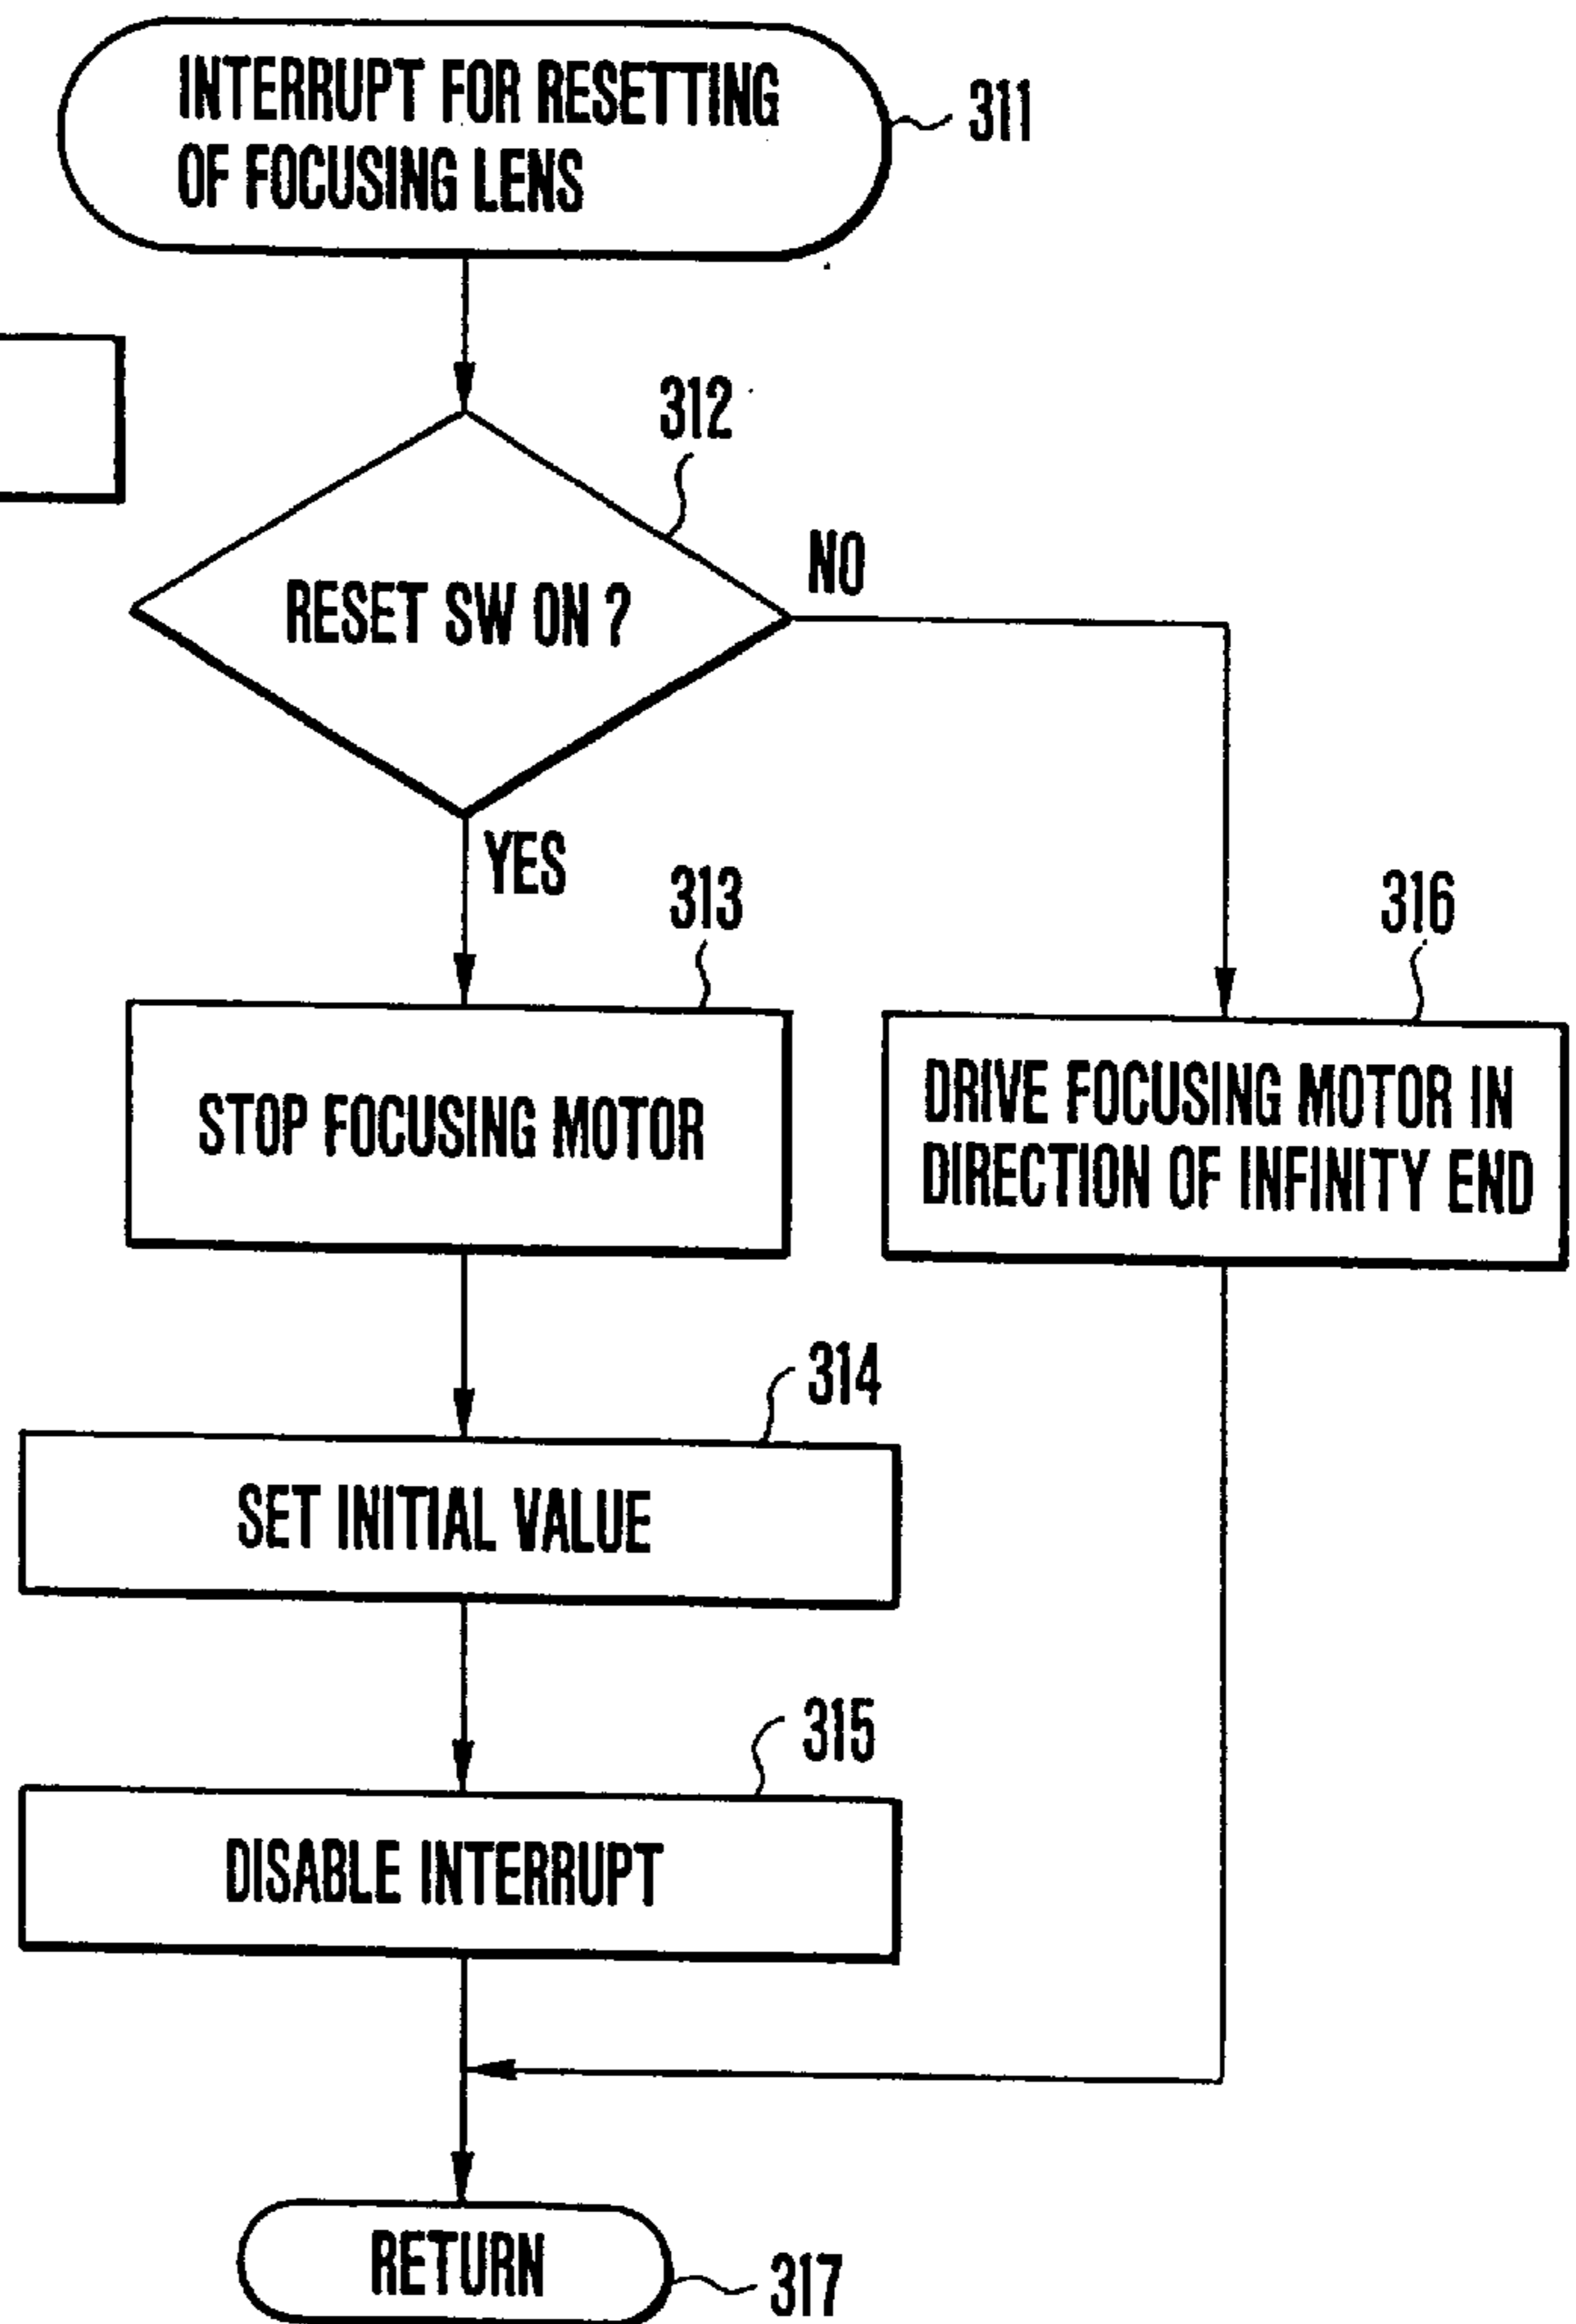 INTERRUPT FOR RESETTING
OF FOCUSING LENS
311
312
RESET SW ON ?
NO
YES
313
STOP FOCUSING MOTOR
316
DRIVE FOCUSING MOTOR IN
DIRECTION OF INFINITY END
314
SET INITIAL VALUE
315
DISABLE INTERRUPT
RETURN
317